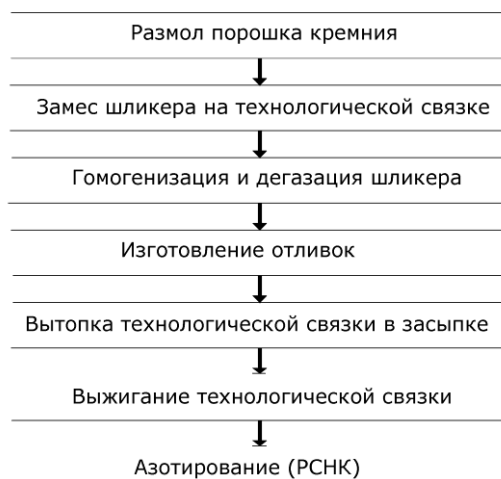 Размол порошка кремния
Замес шликера на технологической связке
Гомогенизация и дегазация шликера
Изготовление отливок
Вытопка технологической связки в засыпке
Выжигание технологической связки
Азотирование (РСНК)